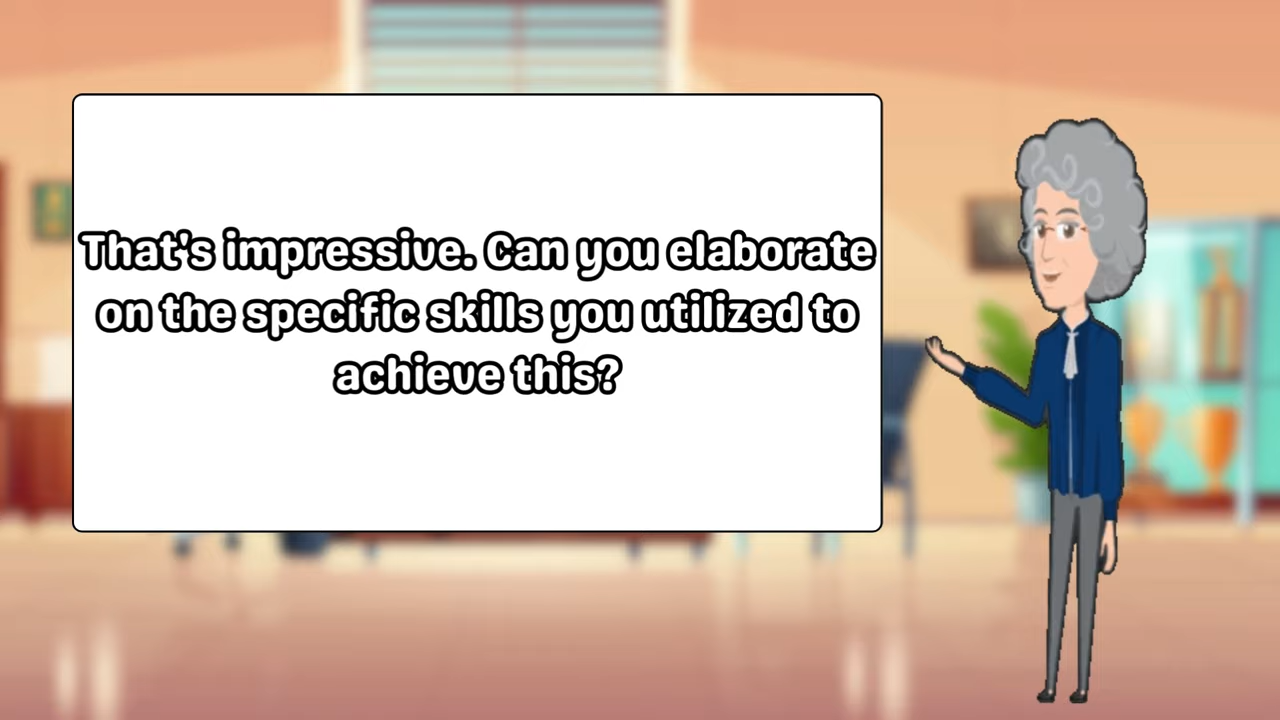 That's impressive. Can you elaborate
on the specific skills you utilized to
achieve this?